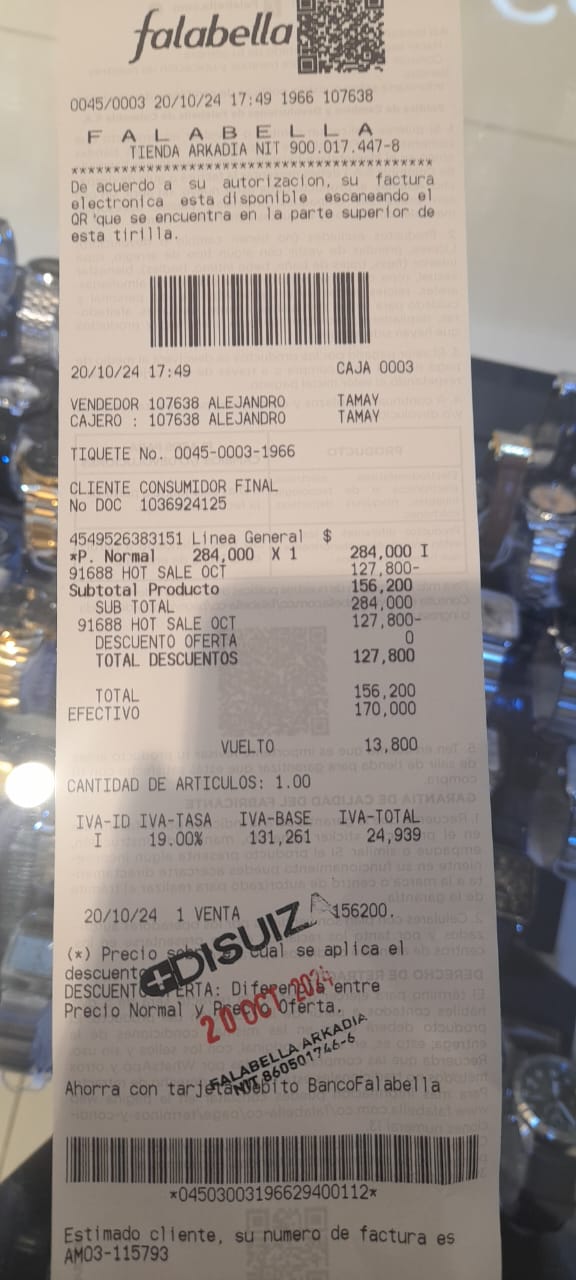 falabella
0045/0003 20/10/24 17:49 1966 107638
F A L A B E L L A
TIENDA ARKADIA NIT 900.017.447-8
******************************************
De acuerdo a su autorizacion, su factura
electronica esta disponible escaneando el
QR 'que se encuentra en la parte superior de
esta tirilla.
20/10/24 17:49 CAJA 0003
VENDEDOR 107638 ALEJANDRO TAMAY
CAJERO : 107638 ALEJANDRO TAMAY
TIQUETE No. 0045-0003-1966
CLIENTE CONSUMIDOR FINAL
No DOC 1036924125
4549526383151 Linea General $
*P. Normal 284,000 X 1 284,000 I
91688 HOT SALE OCT 127,800-
Subtotal Producto 156,200
SUB TOTAL 284,000
91688 HOT SALE OCT 127,800-
DESCUENTO OFERTA 0
TOTAL DESCUENTOS 127,800
TOTAL 156,200
EFECTIVO 170,000
VUELTO 13,800
CANTIDAD DE ARTICULOS: 1.00
IVA-ID IVA-TASA IVA-BASE IVA-TOTAL
I 19.00% 131,261 24,939
20/10/24 1 VENTA 156200.
(*) Precio sobre el cual se aplica el
descuento
DISUIZA
DESCUENTO OFERTA: Diferencia entre
Precio Normal y Precio Oferta.
20 OCT 2024
FALABELLA ARKADIA
NIT 860501746-6
Ahorra con tarjeta Debito BancoFalabella
*04503003196629400112*
Estimado cliente, su numero de factura es
AM03-115793